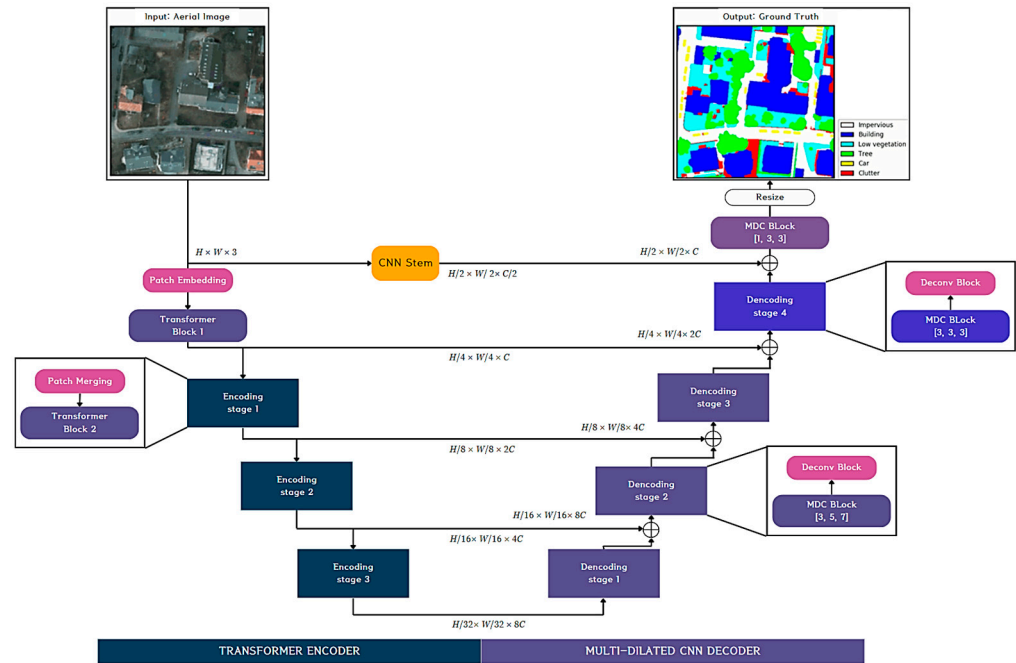 Input: Aerial Image
Output: Ground Truth
Impervious
Building
Low vegetation
Tree
Car
Clutter
Resize
MDC BLock
[1, 3, 3]
H × W × 3
CNN Stem
H/2 × W/ 2× C/2
H/2 × W/2× C
Patch Embedding
Dencoding
stage 4
Deconv Block
MDC BLock
[3, 3, 3]
Transformer
Block 1
H/4 × W/4× C
H/4 × W/4× 2C
Patch Merging
Transformer
Block 2
Encoding
stage 1
Dencoding
stage 3
H/8 × W/8× 2C
H/8 × W/8× 4C
Encoding
stage 2
Dencoding
stage 2
Deconv Block
MDC BLock
[3, 5, 7]
H/16 × W/16× 8C
H/16× W/16 × 4C
Encoding
stage 3
Dencoding
stage 1
H/32× W/32 × 8C
TRANSFORMER ENCODER
MULTI-DILATED CNN DECODER